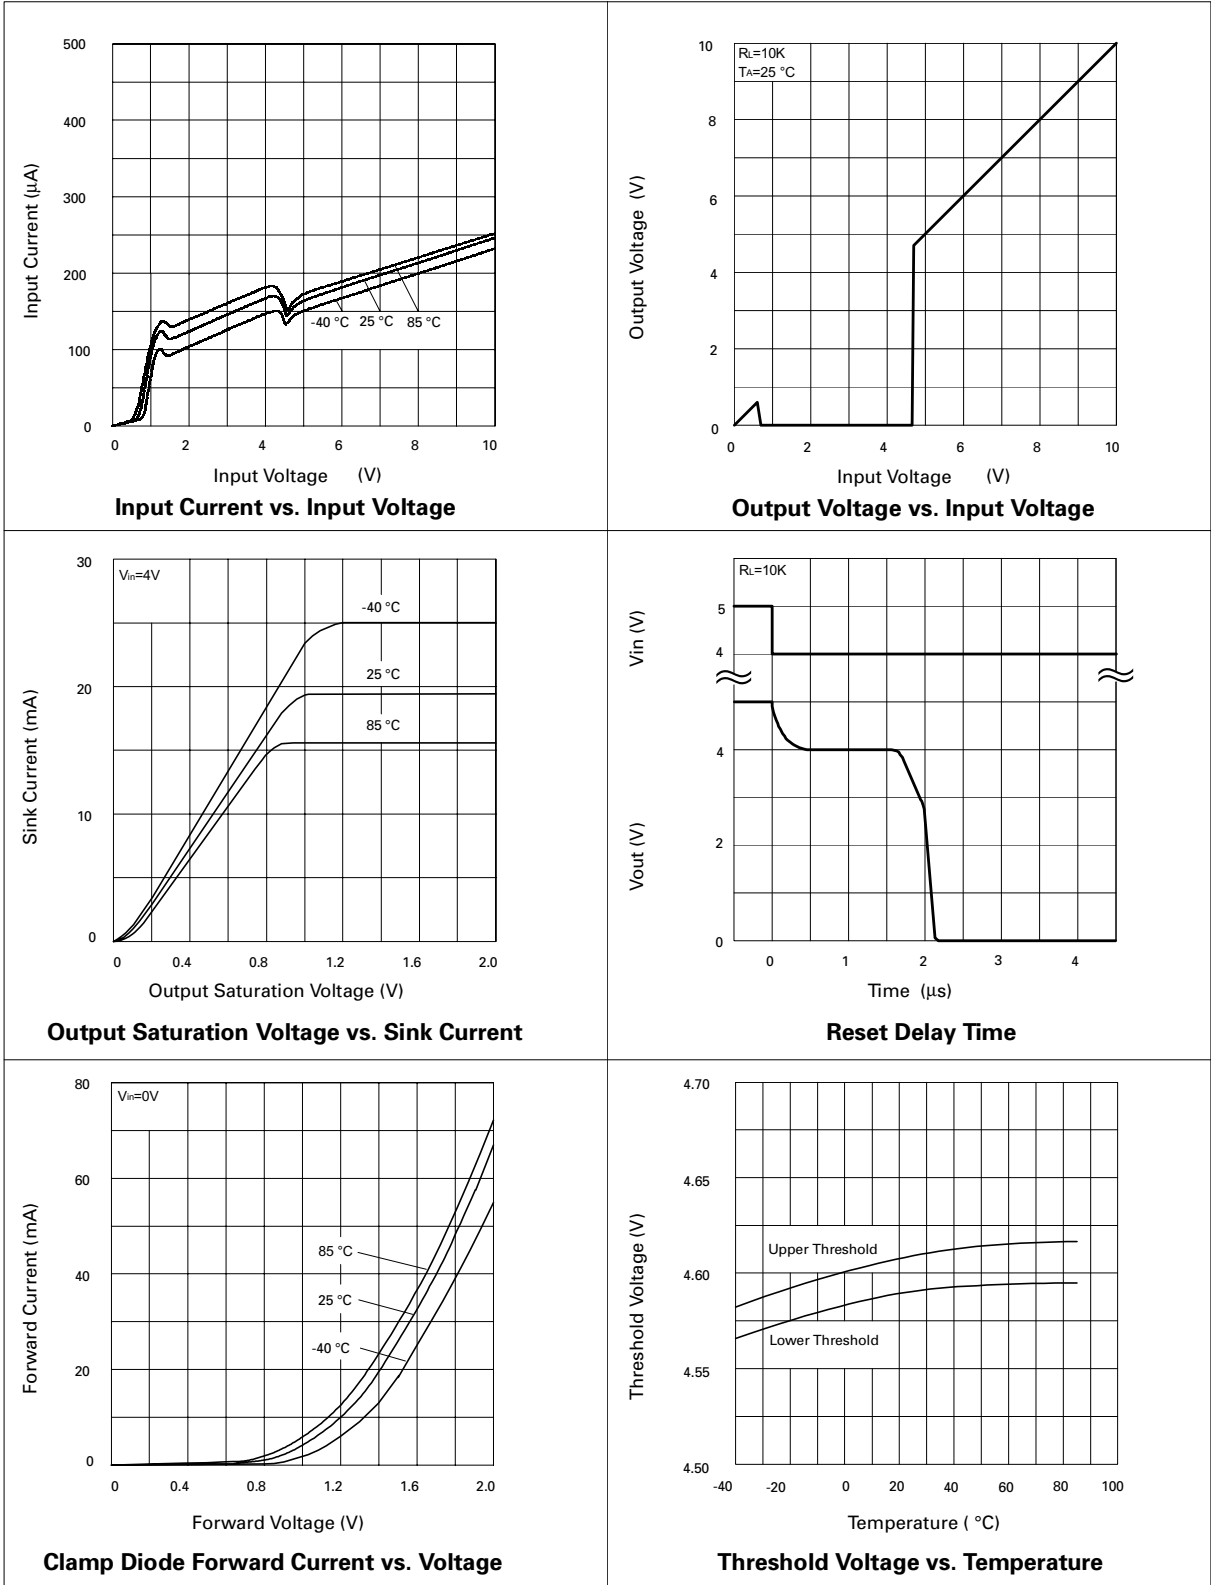 500
400
300
200
100
0
0 2 4 6 8 10
Input Current (μA)
-40 °C 25 °C 85 °C
Input Voltage (V)
Input Current vs. Input Voltage
RL=10K
TA=25 °C
10
8
6
4
2
0
0 2 4 6 8 10
Output Voltage (V)
Input Voltage (V)
Output Voltage vs. Input Voltage
Vin=4V
30
20
10
0
0 0.4 0.8 1.2 1.6 2.0
Sink Current (mA)
-40 °C
25 °C
85 °C
Output Saturation Voltage (V)
Output Saturation Voltage vs. Sink Current
RL=10K
5
4
Vin (V)
4
2
0
Vout (V)
0 1 2 3 4
Time (μs)
Reset Delay Time
Vin=0V
80
60
40
20
0
0 0.4 0.8 1.2 1.6 2.0
Forward Current (mA)
85 °C
25 °C
-40 °C
Forward Voltage (V)
Clamp Diode Forward Current vs. Voltage
4.70
4.65
4.60
4.55
4.50
-40 -20 0 20 40 60 80 100
Threshold Voltage (V)
Upper Threshold
Lower Threshold
Temperature ( °C)
Threshold Voltage vs. Temperature